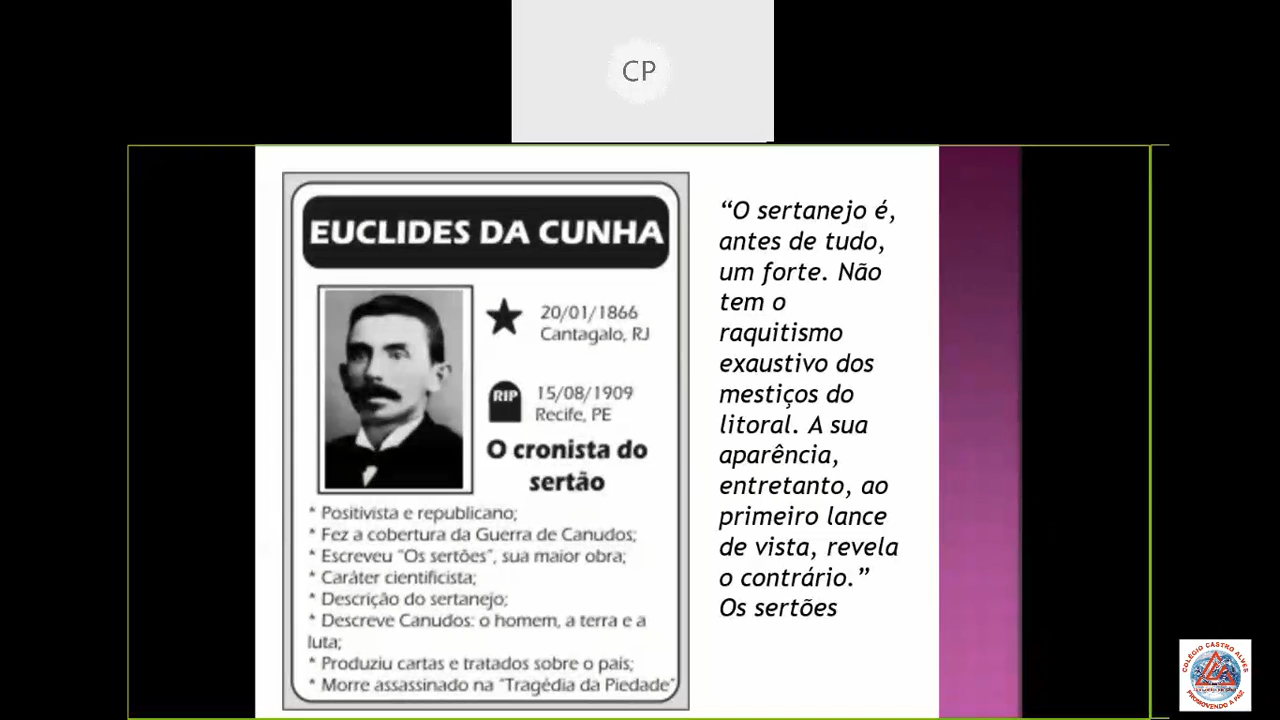 CP
EUCLIDES DA CUNHA
20/01/1866
Cantagalo, RJ
RIP
15/08/1909
Recife, PE
O cronista do
sertão
* Positivista e republicano;
* Fez a cobertura da Guerra de Canudos;
* Escreveu "Os sertões", sua maior obra;
* Caráter cientificista;
* Descrição do sertanejo;
* Descreve Canudos: o homem, a terra e a
luta;
* Produziu cartas e tratados sobre o país;
* Morre assassinado na "Tragédia da Piedade"
“O sertanejo é,
antes de tudo,
um forte. Não
tem o
raquitismo
exaustivo dos
mestiços do
litoral. A sua
aparência,
entretanto, ao
primeiro lance
de vista, revela
o contrário.”
Os sertões
COLÉGIO CASTRO ALVES
PROMOVENDO A PAZ